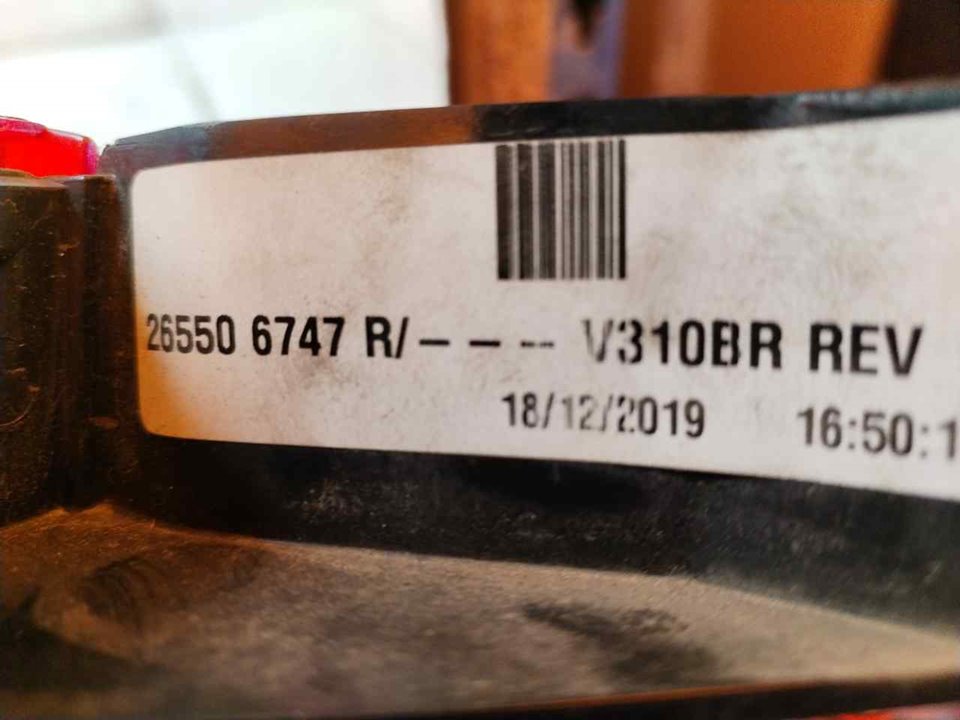 26550 6747 R/- - -- V310BR REV
18/12/2019 16:50:1